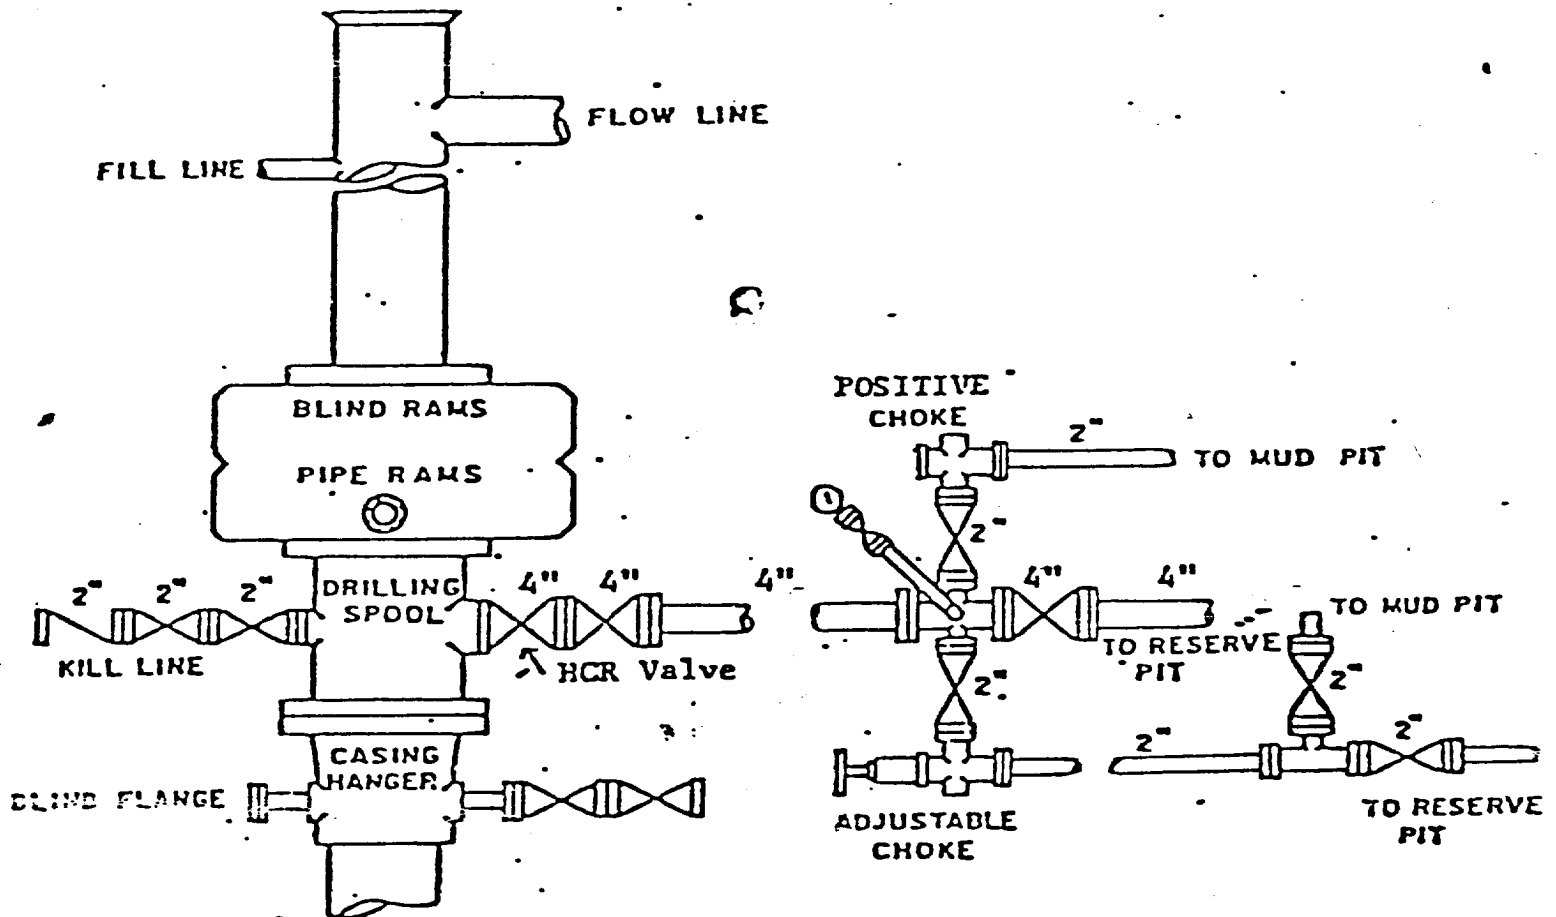 FLOW LINE
FILL LINE
BLIND RAMS
PIPE RAMS
POSITIVE
CHOKE
2"
TO MUD PIT
2"
2" 2" 2"
DRILLING
SPOOL
4" 4"
4"
4" 4"
KILL LINE
HCR Valve
TO RESERVE
PIT
TO MUD PIT
2"
2"
CASING
HANGER
BLIND FLANGE
2"
2"
ADJUSTABLE
CHOKE
TO RESERVE
PIT